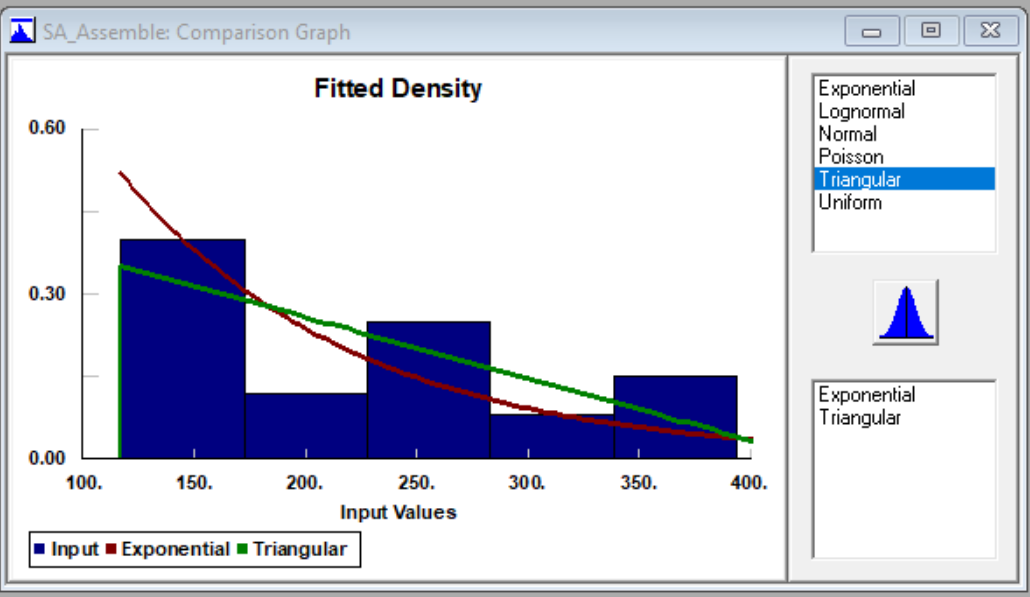 SA_Assemble: Comparison Graph
Fitted Density
0.60
0.30
0.00
100. 150. 200. 250. 300. 350. 400.
Input Values
Input Exponential Triangular
Exponential
Lognormal
Normal
Poisson
Triangular
Uniform
Exponential
Triangular